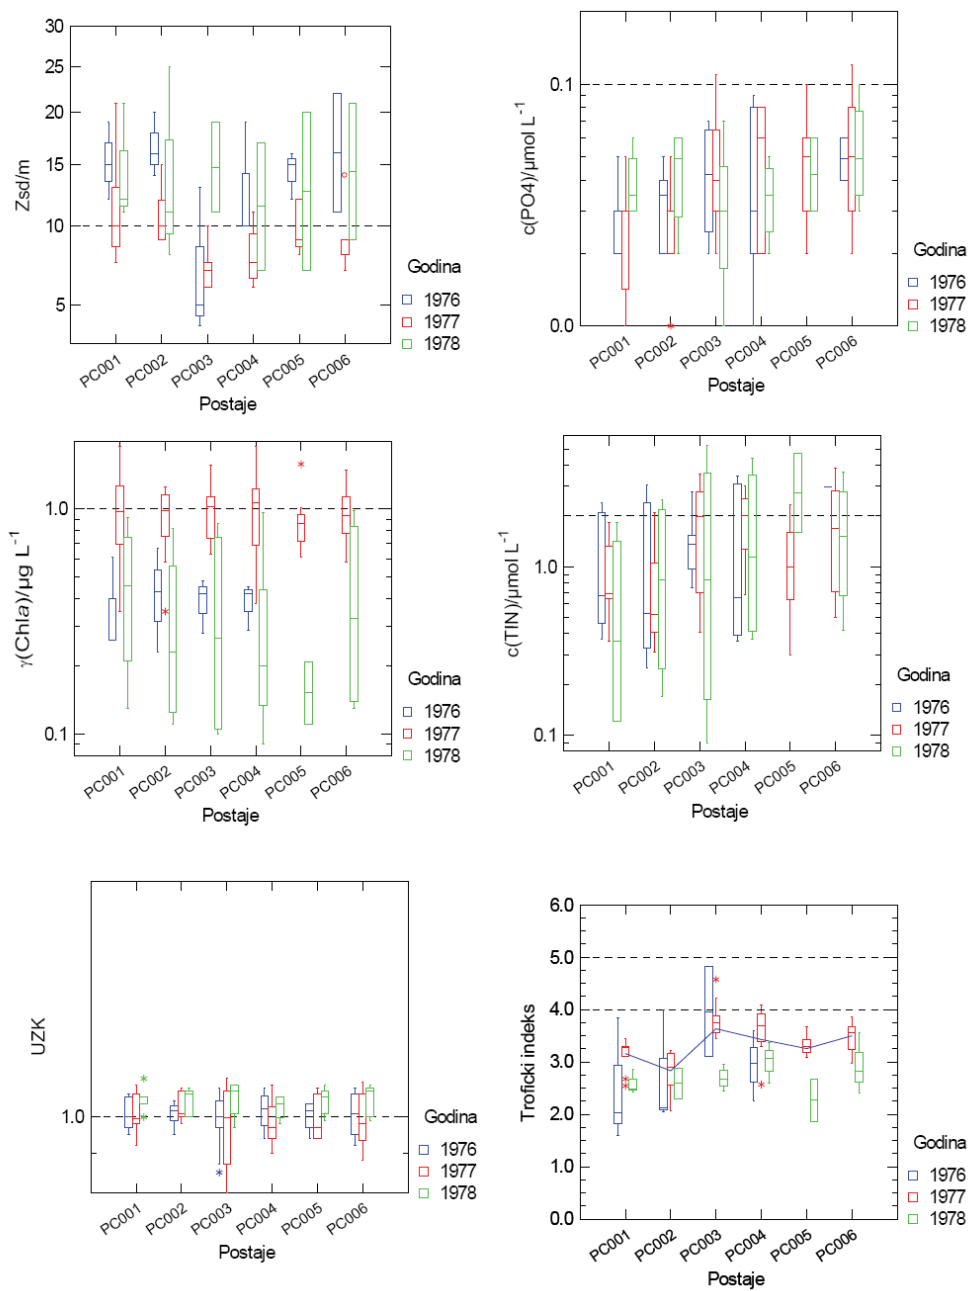 30
25
20
15
10
5
Zsd/m
PC001
PC002
PC003
PC004
PC005
PC006
Postaje
Godina
1976
1977
1978
0.1
0.0
c(PO4)/µmol L⁻¹
PC001
PC002
PC003
PC004
PC005
PC006
Postaje
Godina
1976
1977
1978
1.0
0.1
γ(Chla)/µg L⁻¹
PC001
PC002
PC003
PC004
PC005
PC006
Postaje
Godina
1976
1977
1978
1.0
0.1
c(TIN)/µmol L⁻¹
PC001
PC002
PC003
PC004
PC005
PC006
Postaje
Godina
1976
1977
1978
1.0
UZK
PC001
PC002
PC003
PC004
PC005
PC006
Postaje
Godina
1976
1977
1978
6.0
5.0
4.0
3.0
2.0
1.0
0.0
Troficki indeks
PC001
PC002
PC003
PC004
PC005
PC006
Postaje
Godina
1976
1977
1978